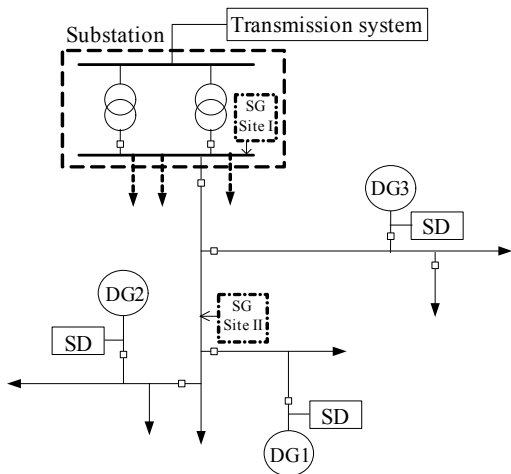 Transmission system
Substation
SG
Site I
DG3
SD
DG2
SG
Site II
SD
SD
DG1